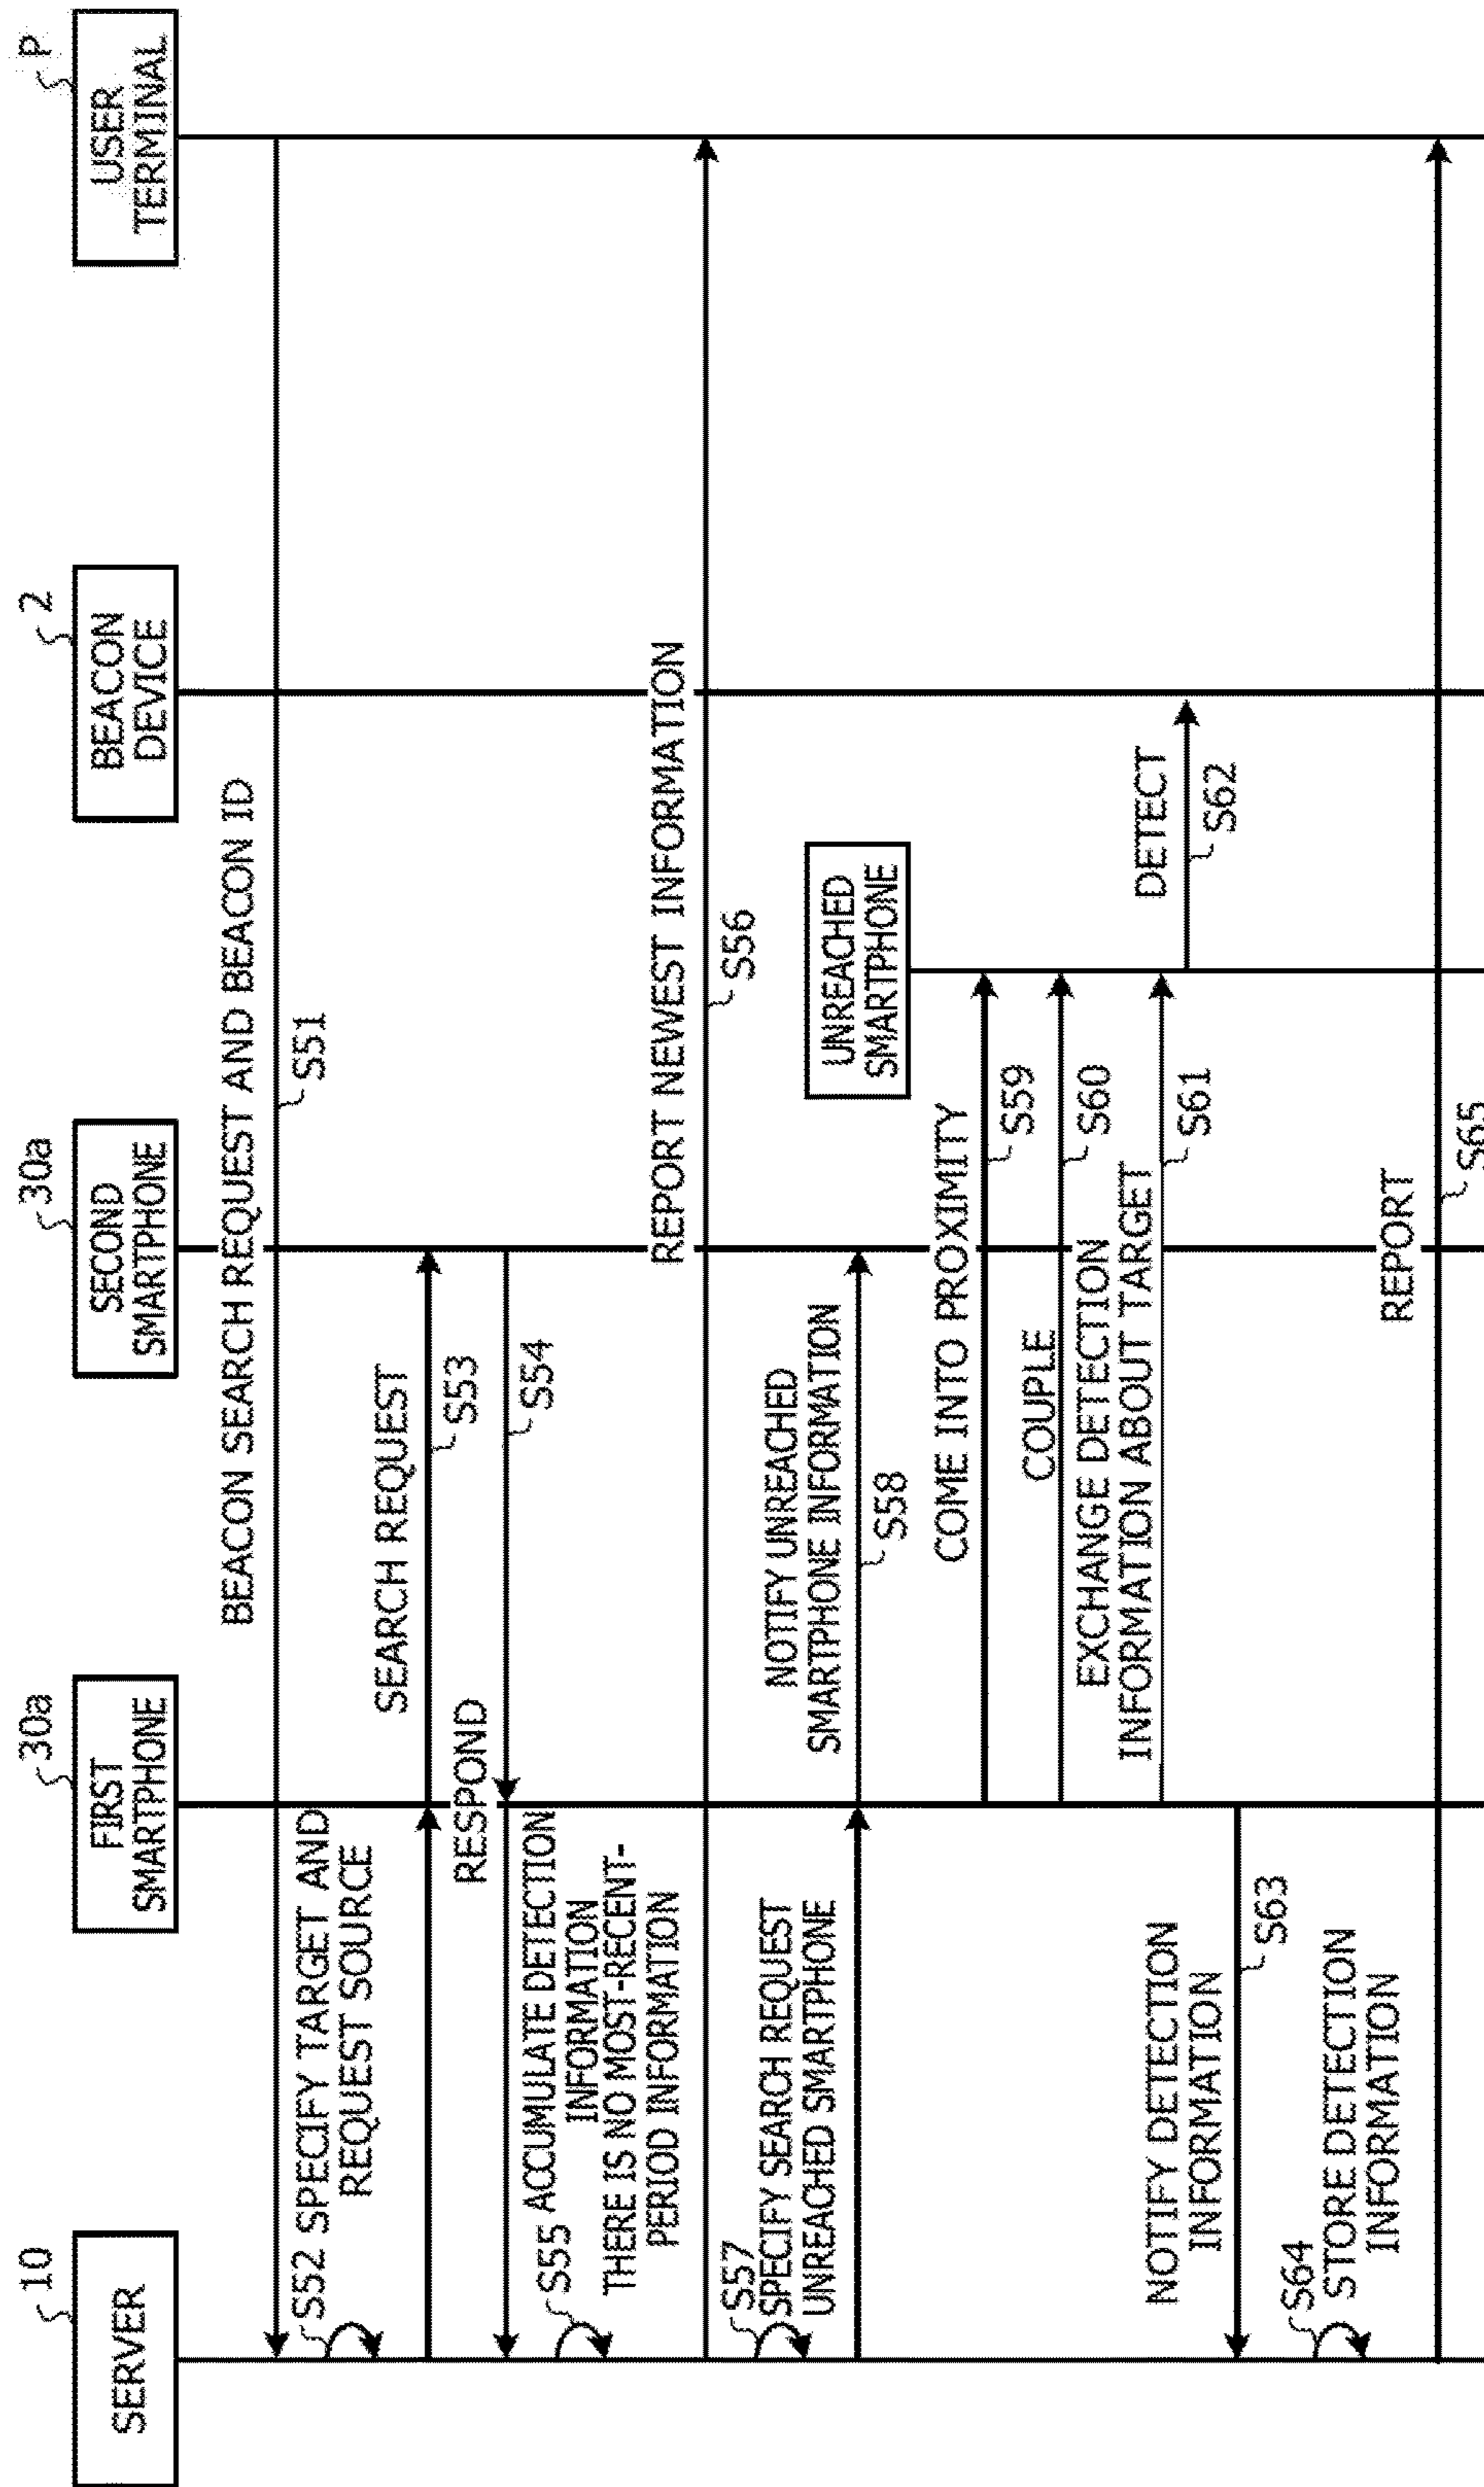 10
SERVER
30a
FIRST
SMARTPHONE
30a
SECOND
SMARTPHONE
2
BEACON
DEVICE
P
USER
TERMINAL
BEACON SEARCH REQUEST AND BEACON ID
S51
S52 SPECIFY TARGET AND
REQUEST SOURCE
SEARCH REQUEST
S53
RESPOND
S54
S55 ACCUMULATE DETECTION
INFORMATION
THERE IS NO MOST-RECENT-
PERIOD INFORMATION
REPORT NEWEST INFORMATION
S56
S57
SPECIFY SEARCH REQUEST
UNREACHED SMARTPHONE
NOTIFY UNREACHED
SMARTPHONE INFORMATION
S58
UNREACHED
SMARTPHONE
COME INTO PROXIMITY
S59
COUPLE
S60
EXCHANGE DETECTION
INFORMATION ABOUT TARGET
S61
DETECT
S62
NOTIFY DETECTION
INFORMATION
S63
S64
STORE DETECTION
INFORMATION
REPORT
S65